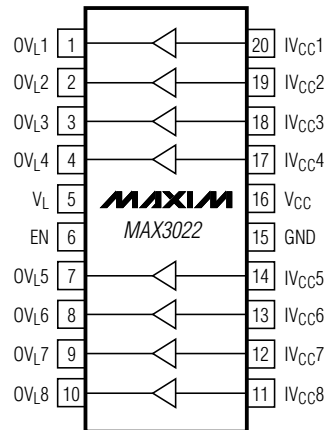 OVL1 1 20 IVCC1
OVL2 2 19 IVCC2
OVL3 3 18 IVCC3
OVL4 4 17 IVCC4
VL 5 MAXIM 16 VCC
EN 6 MAX3022 15 GND
OVL5 7 14 IVCC5
OVL6 8 13 IVCC6
OVL7 9 12 IVCC7
OVL8 10 11 IVCC8